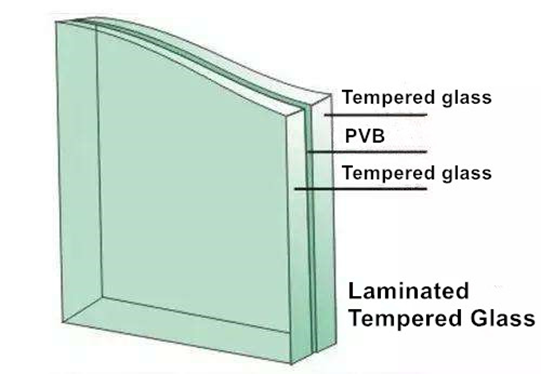 Tempered glass
PVB
Tempered glass
Laminated
Tempered Glass